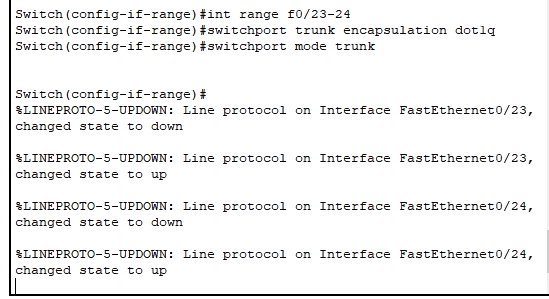 Switch(config-if-range)#int range f0/23-24
Switch(config-if-range)#switchport trunk encapsulation dot1q
Switch(config-if-range)#switchport mode trunk
Switch(config-if-range)#
%LINEPROTO-5-UPDOWN: Line protocol on Interface FastEthernet0/23,
changed state to down
%LINEPROTO-5-UPDOWN: Line protocol on Interface FastEthernet0/23,
changed state to up
%LINEPROTO-5-UPDOWN: Line protocol on Interface FastEthernet0/24,
changed state to down
%LINEPROTO-5-UPDOWN: Line protocol on Interface FastEthernet0/24,
changed state to up